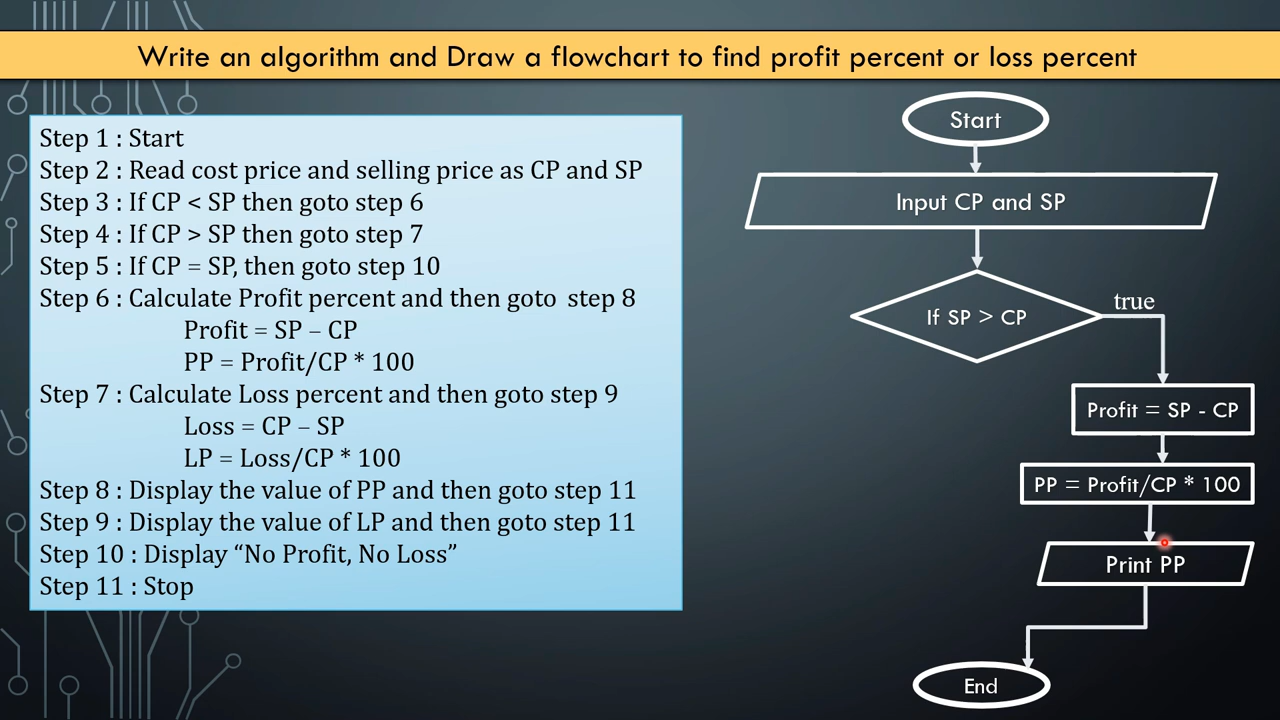 Write an algorithm and Draw a flowchart to find profit percent or loss percent
Step 1 : Start
Step 2 : Read cost price and selling price as CP and SP
Step 3 : If CP < SP then goto step 6
Step 4 : If CP > SP then goto step 7
Step 5 : If CP = SP, then goto step 10
Step 6 : Calculate Profit percent and then goto  step 8
Profit = SP – CP
PP = Profit/CP * 100
Step 7 : Calculate Loss percent and then goto step 9
Loss = CP – SP
LP = Loss/CP * 100
Step 8 : Display the value of PP and then goto step 11
Step 9 : Display the value of LP and then goto step 11
Step 10 : Display “No Profit, No Loss”
Step 11 : Stop
Start
Input CP and SP
If SP > CP
true
Profit = SP - CP
PP = Profit/CP * 100
Print PP
End